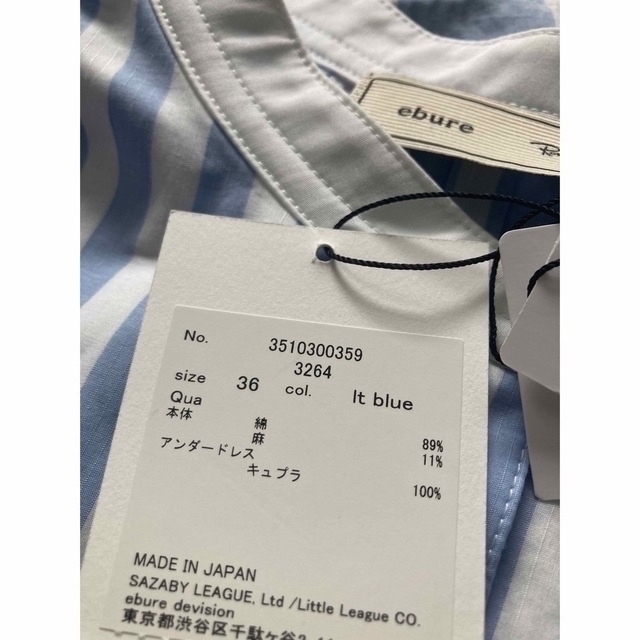 ebure
No. 3510300359
3264
size 36 col. lt blue
Qua
本体 綿 89%
麻 11%
アンダードレス
キュプラ 100%
MADE IN JAPAN
SAZABY LEAGUE, Ltd /Little League CO.
ebure devision
東京都渋谷区千駄ヶ谷2